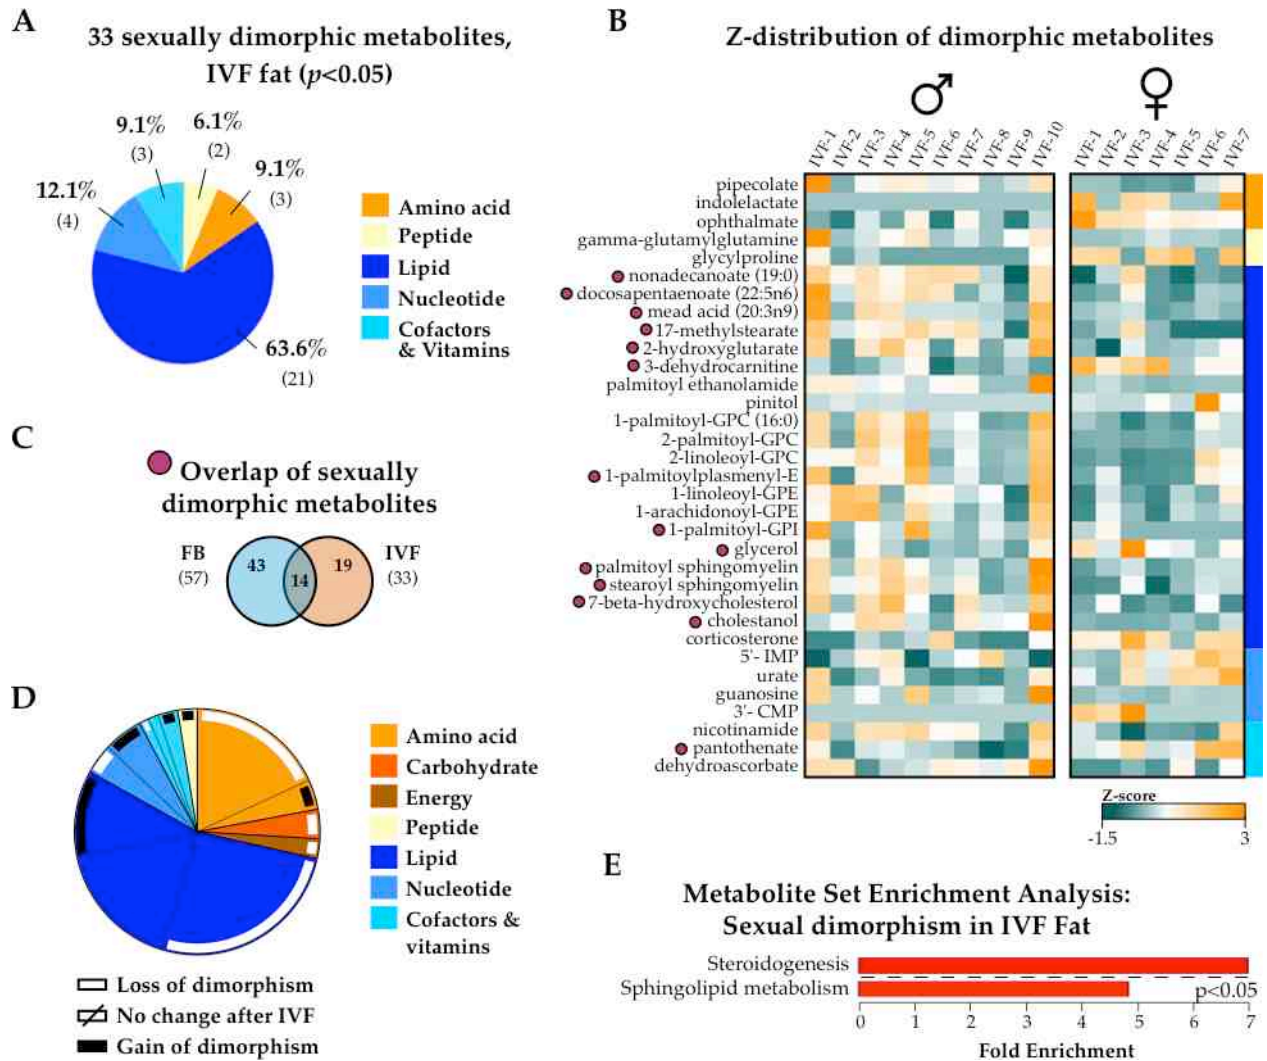 A
33 sexually dimorphic metabolites,
IVF fat (p<0.05)
9.1%
(3)
6.1%
(2)
12.1%
(4)
9.1%
(3)
63.6%
(21)
Amino acid
Peptide
Lipid
Nucleotide
Cofactors
& Vitamins
B
Z-distribution of dimorphic metabolites
♂
♀
IVF-1
IVF-2
IVF-3
IVF-4
IVF-5
IVF-6
IVF-7
IVF-8
IVF-9
IVF-10
IVF-1
IVF-2
IVF-3
IVF-4
IVF-5
IVF-6
IVF-7
pipecolate
indolelactate
ophthalmate
gamma-glutamylglutamine
glycylproline
nonadecanoate (19:0)
docosapentaenoate (22:5n6)
mead acid (20:3n9)
17-methylstearate
2-hydroxyglutarate
3-dehydrocarnitine
palmitoyl ethanolamide
pinitol
1-palmitoyl-GPC (16:0)
2-palmitoyl-GPC
2-linoleoyl-GPC
1-palmitoylplasmenyl-E
1-linoleoyl-GPE
1-arachidonoyl-GPE
1-palmitoyl-GPI
glycerol
palmitoyl sphingomyelin
stearoyl sphingomyelin
7-beta-hydroxycholesterol
cholestanol
corticosterone
5'- IMP
urate
guanosine
3'- CMP
nicotinamide
pantothenate
dehydroascorbate
Z-score
-1.5
3
C
Overlap of sexually
dimorphic metabolites
FB
(57)
43
14
19
IVF
(33)
D
Amino acid
Carbohydrate
Energy
Peptide
Lipid
Nucleotide
Cofactors &
vitamins
Loss of dimorphism
No change after IVF
Gain of dimorphism
E
Metabolite Set Enrichment Analysis:
Sexual dimorphism in IVF Fat
Steroidogenesis
Sphingolipid metabolism
p<0.05
0 1 2 3 4 5 6 7
Fold Enrichment